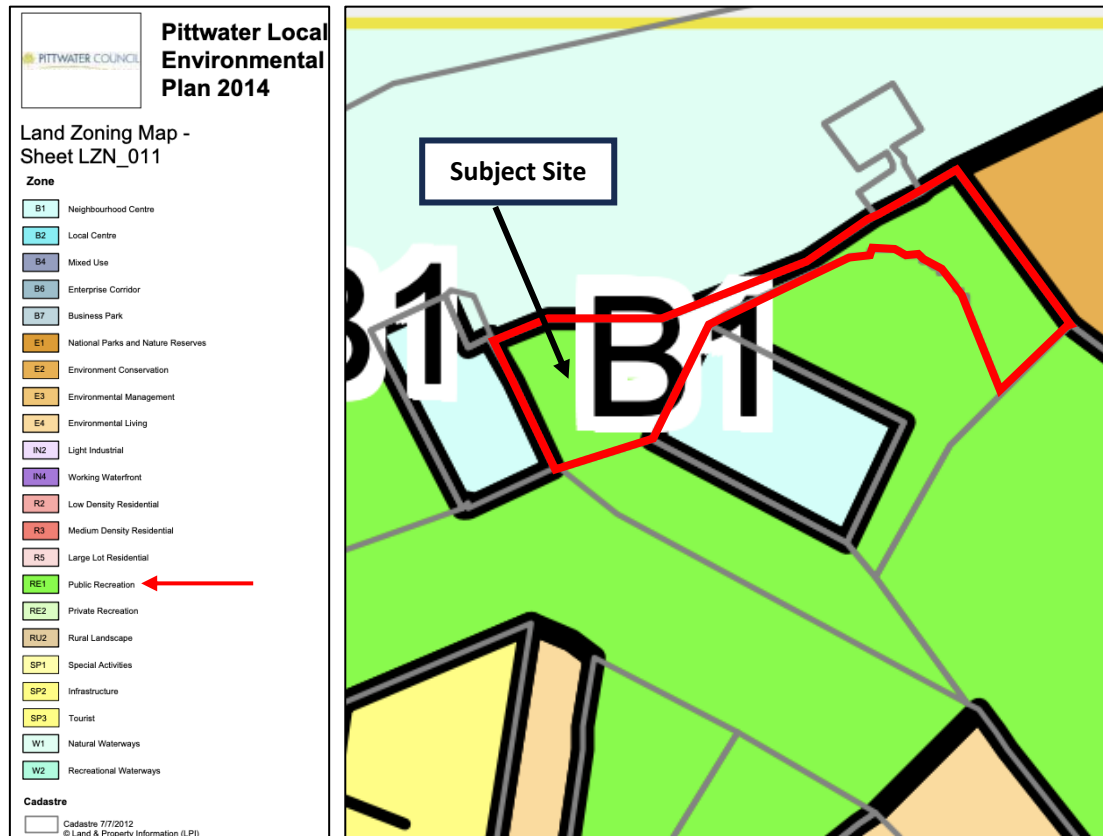 PITTWATER COUNCIL
Pittwater Local
Environmental
Plan 2014
Land Zoning Map -
Sheet LZN_011
Zone
B1 Neighbourhood Centre
B2 Local Centre
B4 Mixed Use
B6 Enterprise Corridor
B7 Business Park
E1 National Parks and Nature Reserves
E2 Environment Conservation
E3 Environmental Management
E4 Environmental Living
IN2 Light Industrial
IN4 Working Waterfront
R2 Low Density Residential
R3 Medium Density Residential
R5 Large Lot Residential
RE1 Public Recreation
RE2 Private Recreation
RU2 Rural Landscape
SP1 Special Activities
SP2 Infrastructure
SP3 Tourist
W1 Natural Waterways
W2 Recreational Waterways
Cadastre
Cadastre 7/7/2012
© Land & Property Information (LPI)
Subject Site
B1
B1